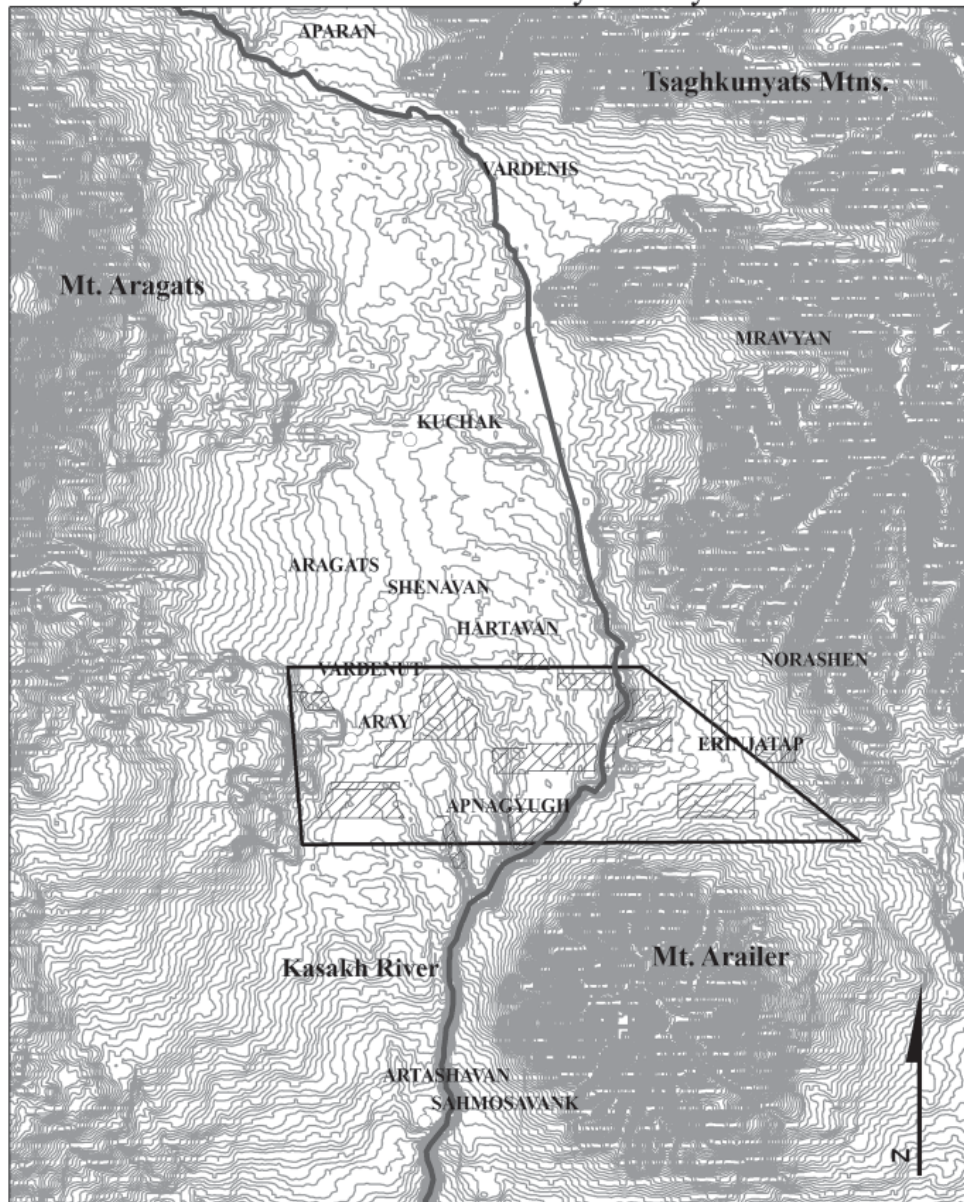 APARAN
Tsaghkunyats Mtns.
VARDENIS
Mt. Aragats
MRAVYAN
KUCHAK
ARAGATS
SHENAVAN
HARTAVAN
NORASHEN
VARDENUT
ARAY
ERINJATAP
APNAGYUGH
Kasakh River
Mt. Arailer
ARTASHAVAN
SAHMOSAVANK
N